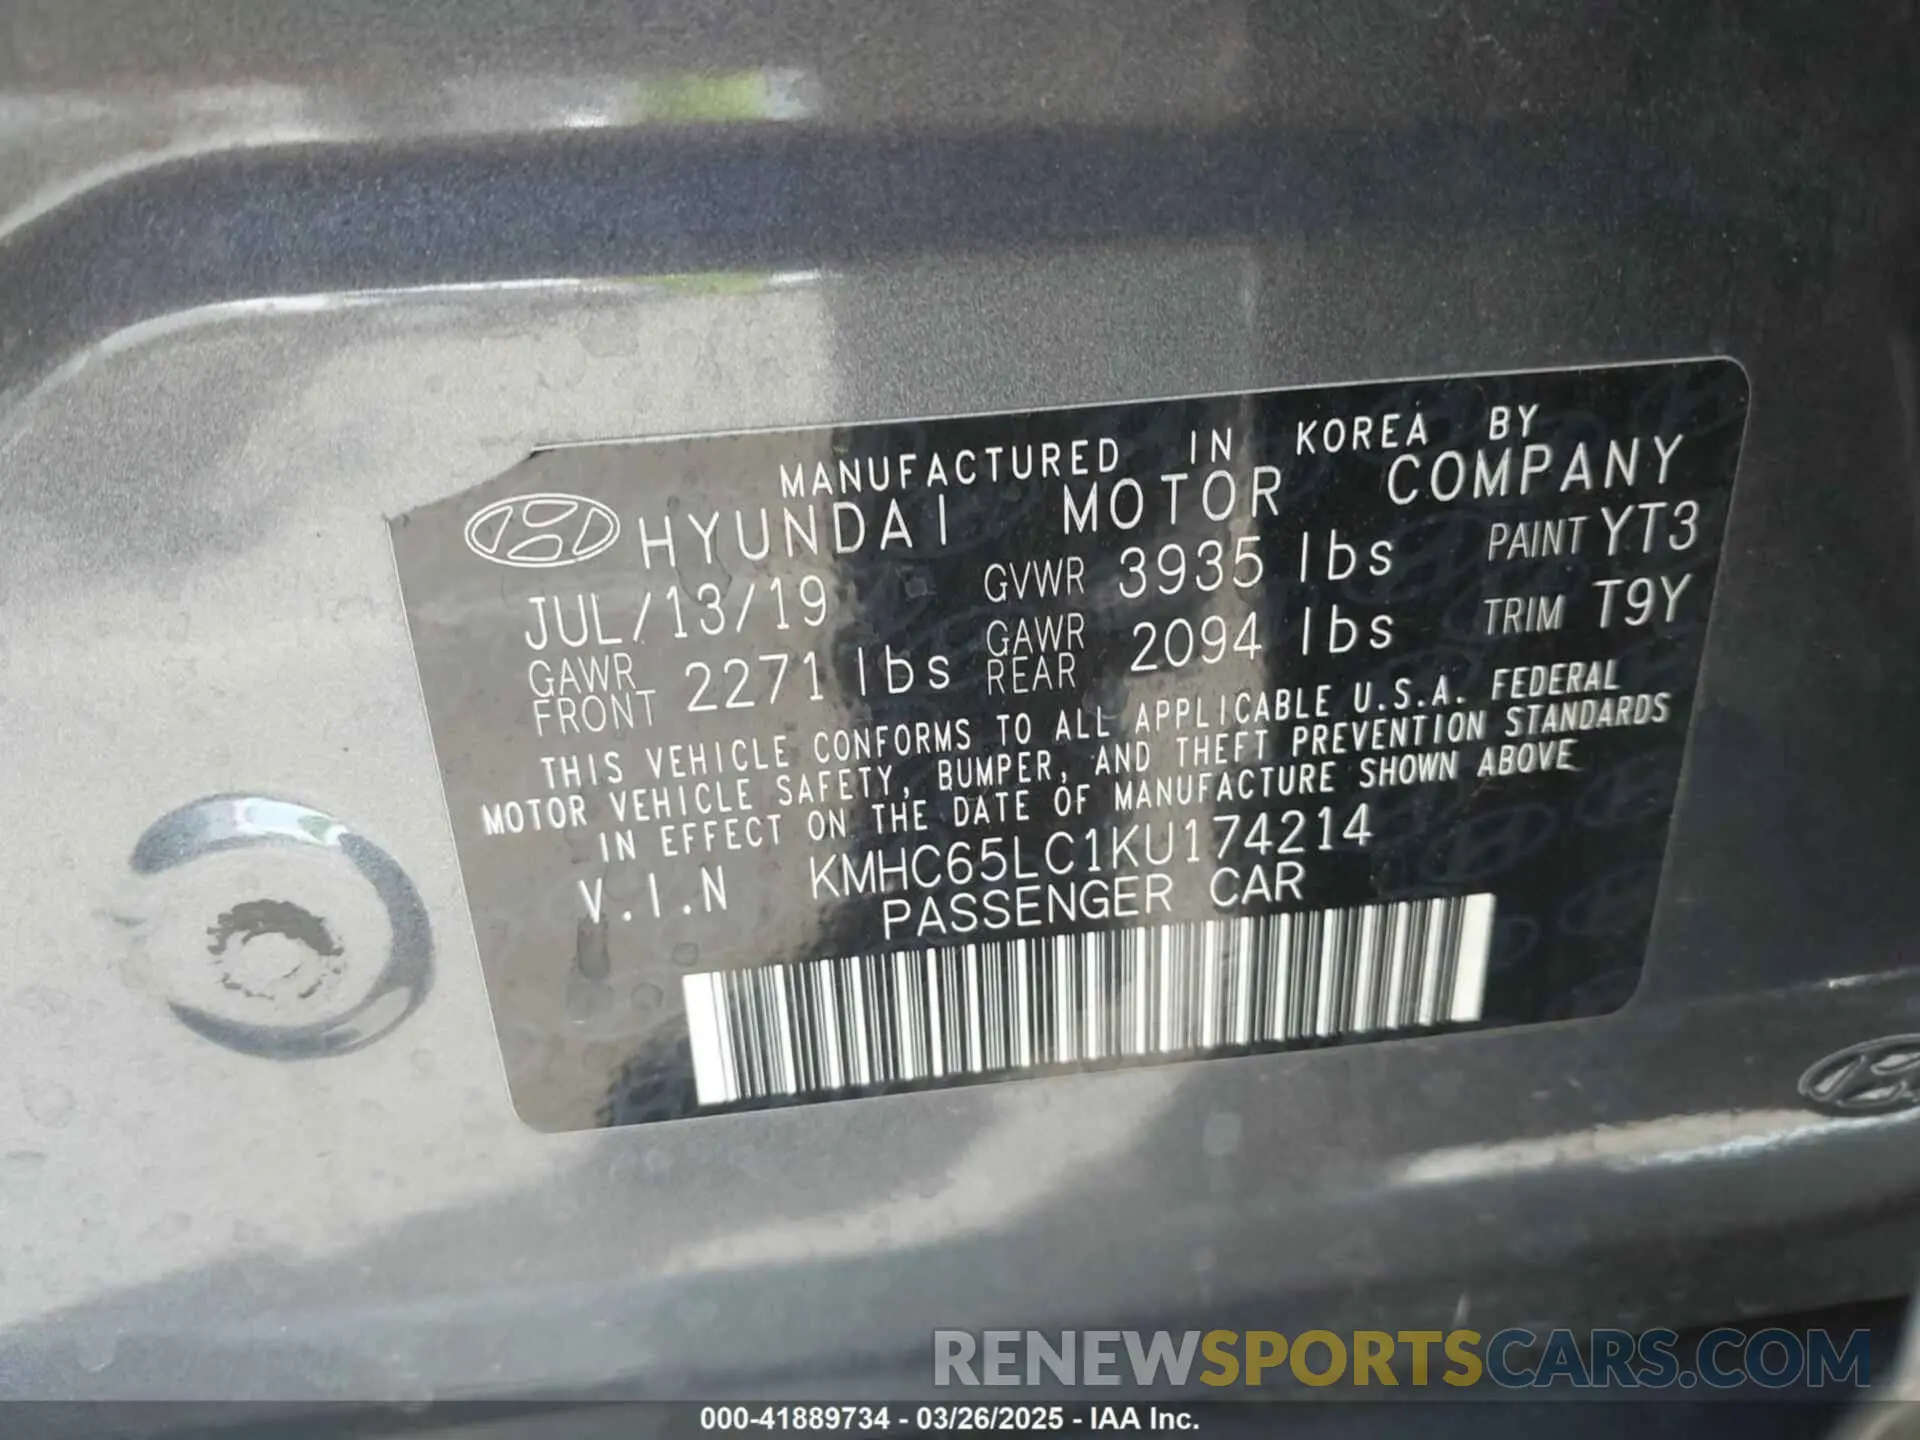 MANUFACTURED IN KOREA BY
HYUNDAI MOTOR COMPANY
JUL/13/19 GVWR 3935 lbs PAINT YT3
GAWR FRONT 2271 lbs GAWR REAR 2094 lbs TRIM T9Y
THIS VEHICLE CONFORMS TO ALL APPLICABLE U.S.A. FEDERAL
MOTOR VEHICLE SAFETY, BUMPER, AND THEFT PREVENTION STANDARDS
IN EFFECT ON THE DATE OF MANUFACTURE SHOWN ABOVE
V.I.N KMHC65LC1KU174214
PASSENGER CAR
RENEWSPORTSCARS.COM
000-41889734 - 03/26/2025 - IAA Inc.